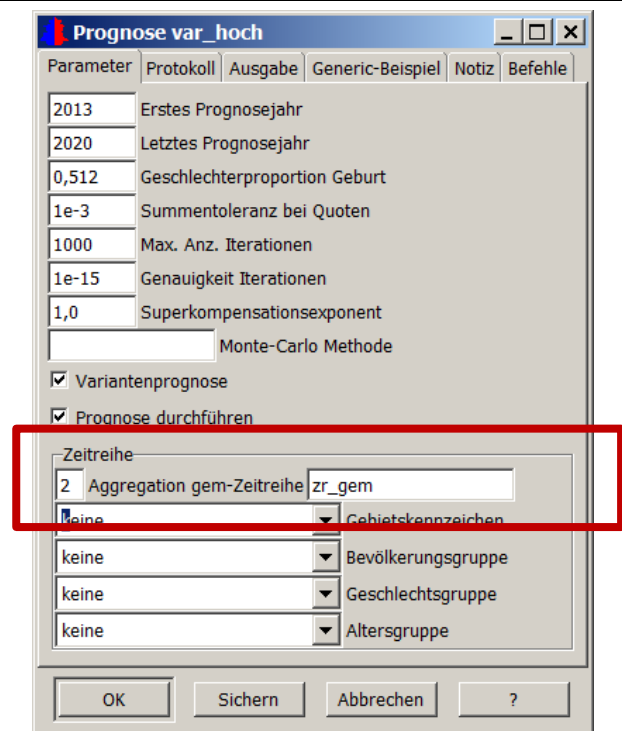 Prognose var_hoch
Parameter Protokoll Ausgabe Generic-Beispiel Notiz Befehle
2013 Erstes Prognosejahr
2020 Letztes Prognosejahr
0,512 Geschlechterproportion Geburt
1e-3 Summentoleranz bei Quoten
1000 Max. Anz. Iterationen
1e-15 Genauigkeit Iterationen
1,0 Superkompensationsexponent
Monte-Carlo Methode
Variantenprognose
Prognose durchführen
Zeitreihe
2 Aggregation gem-Zeitreihe zr_gem
keine Gebietskennzeichen
keine Bevölkerungsgruppe
keine Geschlechtsgruppe
keine Altersgruppe
OK Sichern Abbrechen ?